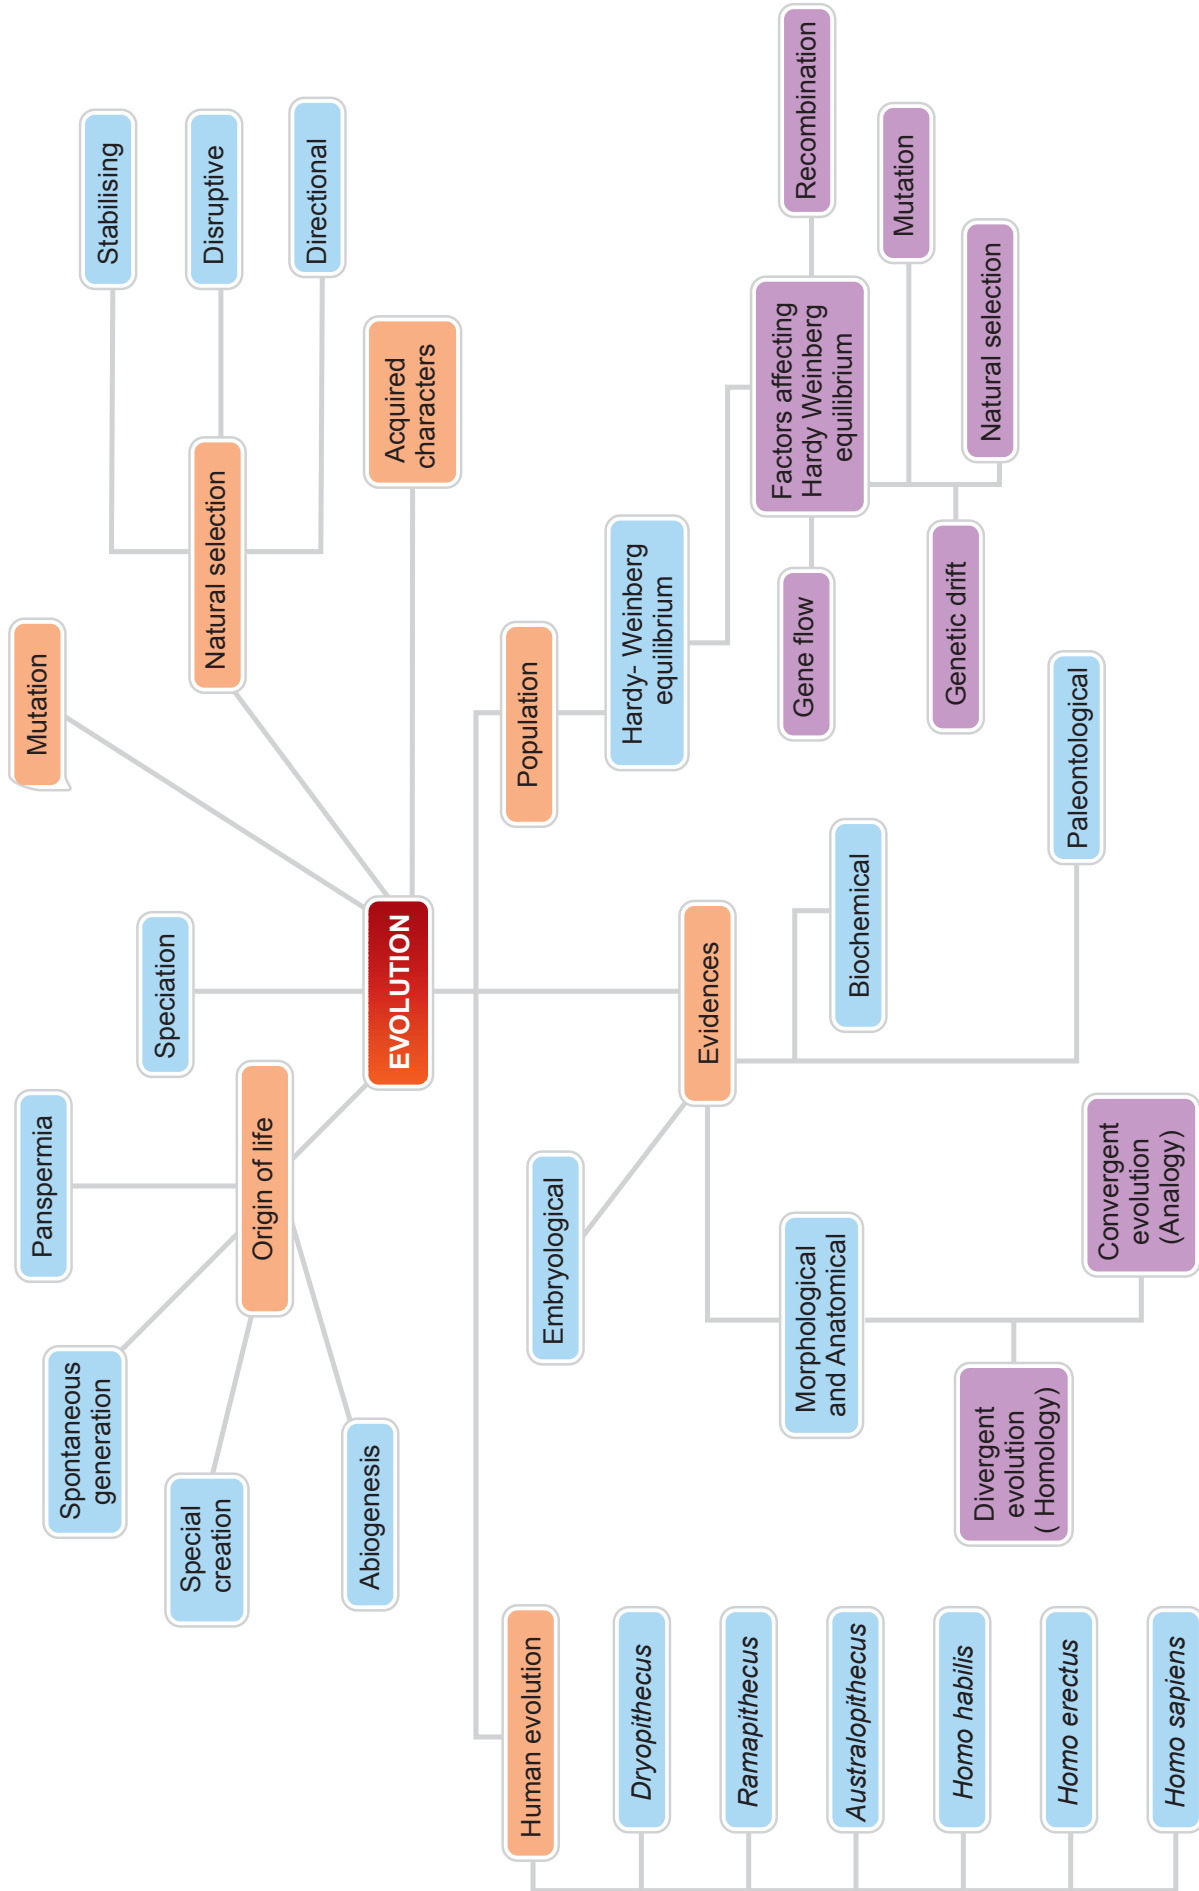 Panspermia
Spontaneous
generation
Special
creation
Abiogenesis
Origin of life
Speciation
Mutation
Natural selection
Stabilising
Disruptive
Directional
Acquired
characters
EVOLUTION
Human evolution
Dryopithecus
Ramapithecus
Australopithecus
Homo habilis
Homo erectus
Homo sapiens
Evidences
Embryological
Morphological
and Anatomical
Divergent
evolution
( Homology)
Convergent
evolution
(Analogy)
Biochemical
Paleontological
Population
Hardy- Weinberg
equilibrium
Factors affecting
Hardy Weinberg
equilibrium
Gene flow
Recombination
Mutation
Genetic drift
Natural selection